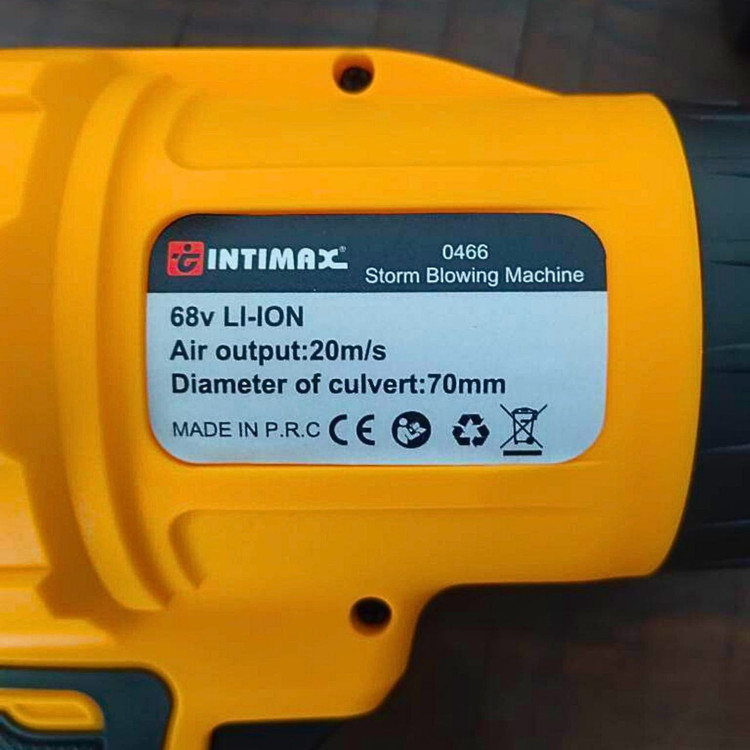 INTIMAX®
0466
Storm Blowing Machine
68v LI-ION
Air output:20m/s
Diameter of culvert:70mm
MADE IN P.R.C CE